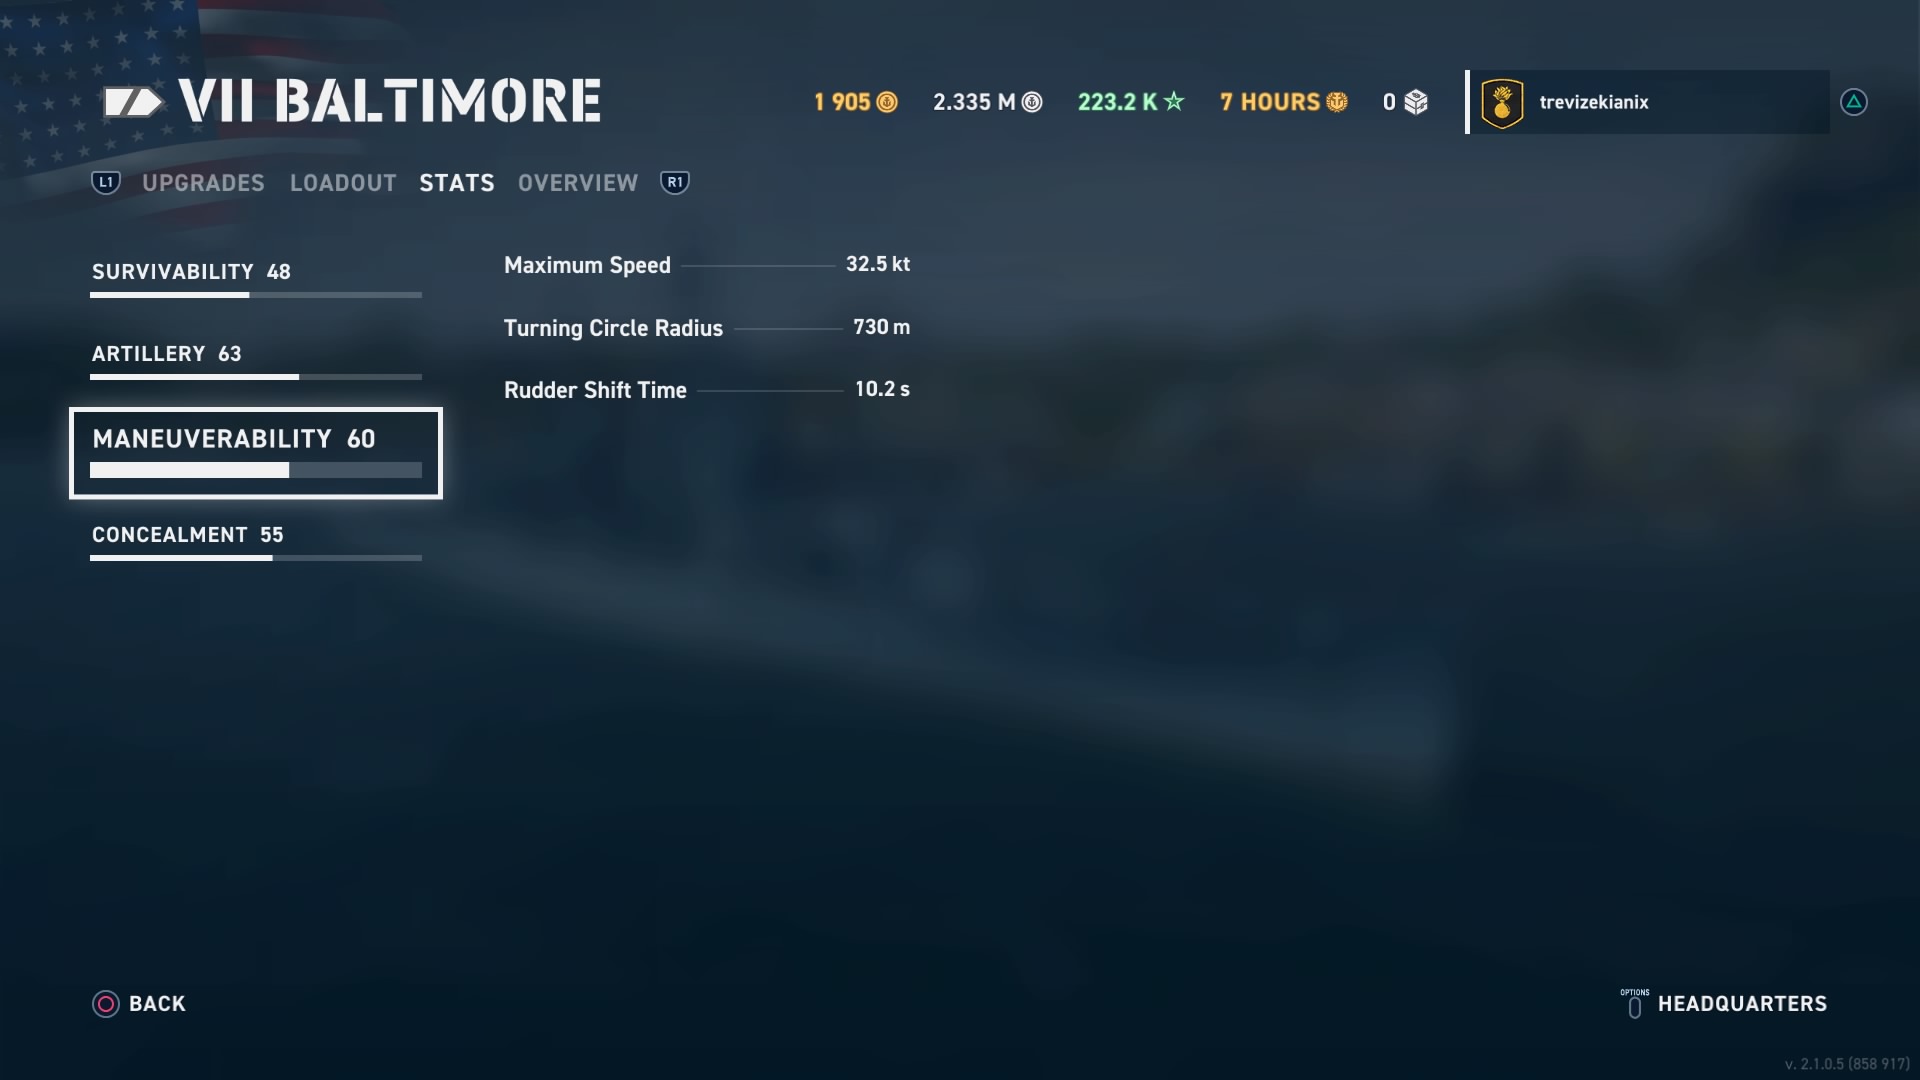 VII BALTIMORE
1 905
2.335 M
223.2 K
7 HOURS
0
trevizekianix
L1 UPGRADES LOADOUT STATS OVERVIEW R1
SURVIVABILITY 48
ARTILLERY 63
MANEUVERABILITY 60
CONCEALMENT 55
Maximum Speed 32.5 kt
Turning Circle Radius 730 m
Rudder Shift Time 10.2 s
BACK
OPTIONS
HEADQUARTERS
v. 2.1.0.5 (858 917)